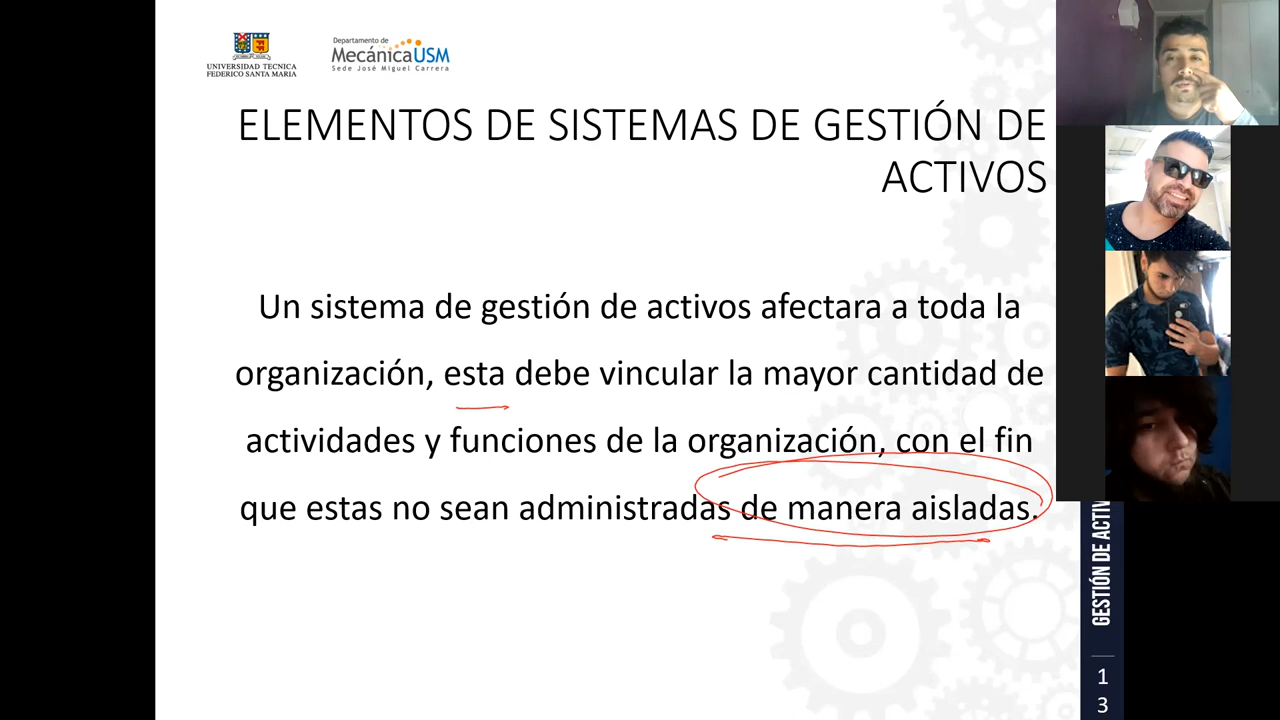 UNIVERSIDAD TECNICA
FEDERICO SANTA MARIA
Departamento de
MecánicaUSM
Sede José Miguel Carrera
ELEMENTOS DE SISTEMAS DE GESTIÓN DE
ACTIVOS
Un sistema de gestión de activos afectara a toda la
organización, esta debe vincular la mayor cantidad de
actividades y funciones de la organización, con el fin
que estas no sean administradas de manera aisladas.
GESTIÓN DE ACTIV
1
3